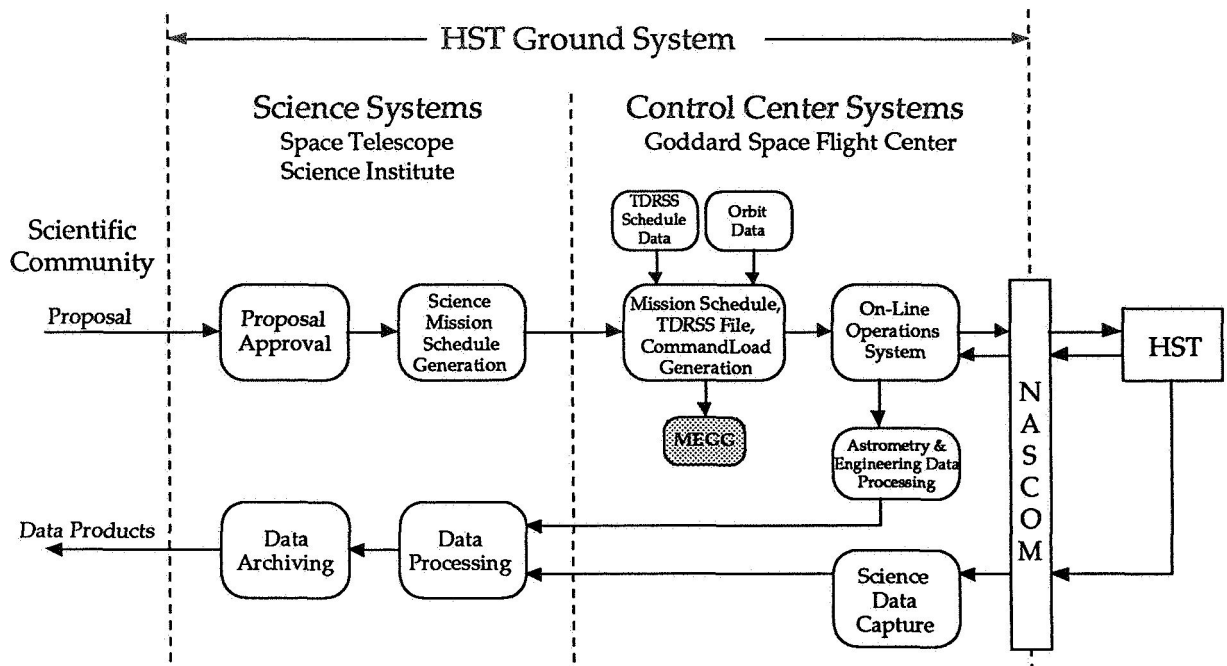 HST Ground System
Science Systems
Space Telescope
Science Institute
Control Center Systems
Goddard Space Flight Center
Scientific
Community
TDRSS
Schedule
Data
Orbit
Data
Proposal
Proposal
Approval
Science
Mission
Schedule
Generation
Mission Schedule,
TDRSS File,
CommandLoad
Generation
On-Line
Operations
System
NASCOM
HST
MEGG
Astrometry &
Engineering Data
Processing
Data Products
Data
Archiving
Data
Processing
Science
Data
Capture